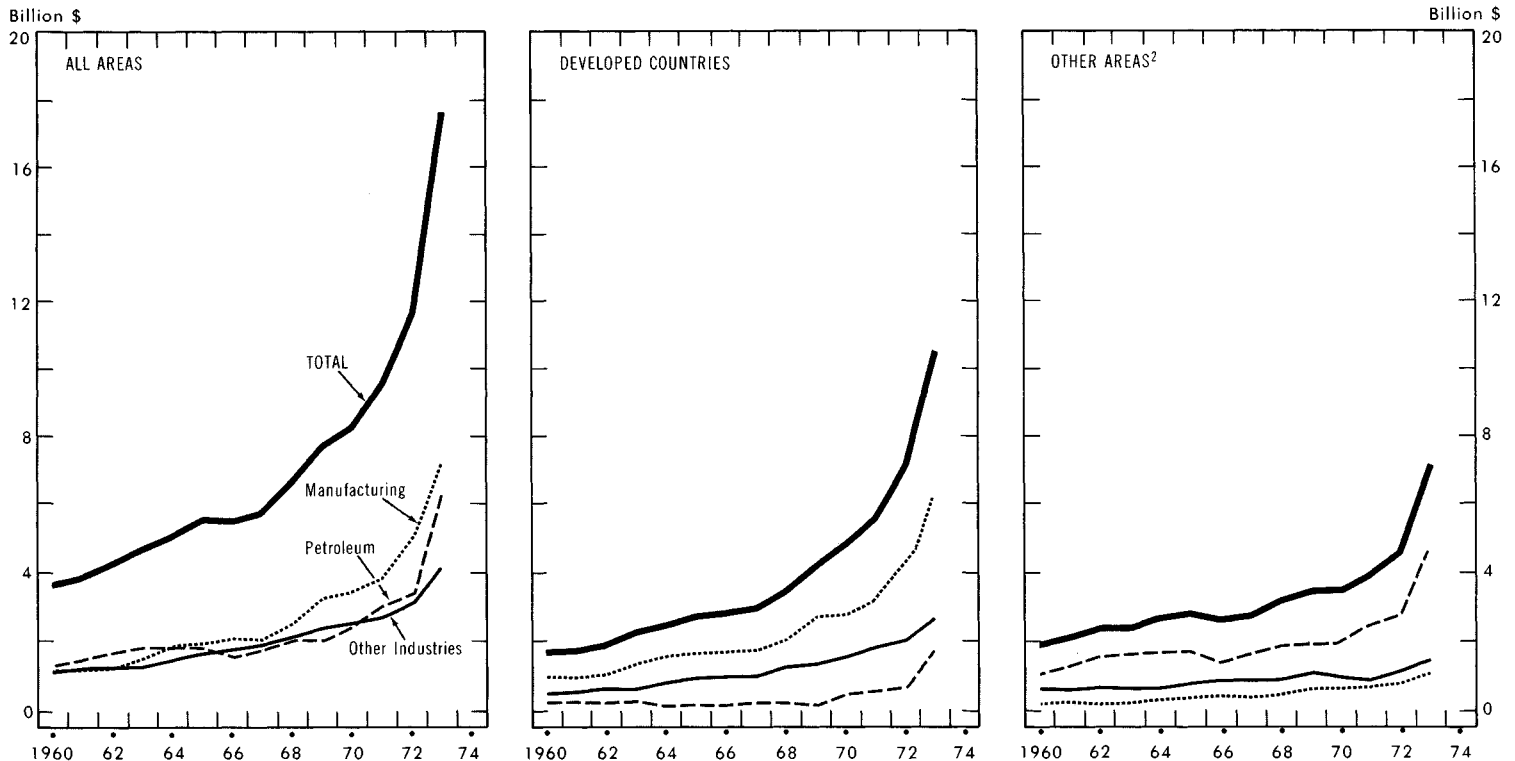 Billion $
Billion $
ALL AREAS
DEVELOPED COUNTRIES
OTHER AREAS²
20
16
12
8
4
0
TOTAL
Manufacturing
Petroleum
Other Industries
20
16
12
8
4
0
1960 62 64 66 68 70 72 74
1960 62 64 66 68 70 72 74
1960 62 64 66 68 70 72 74